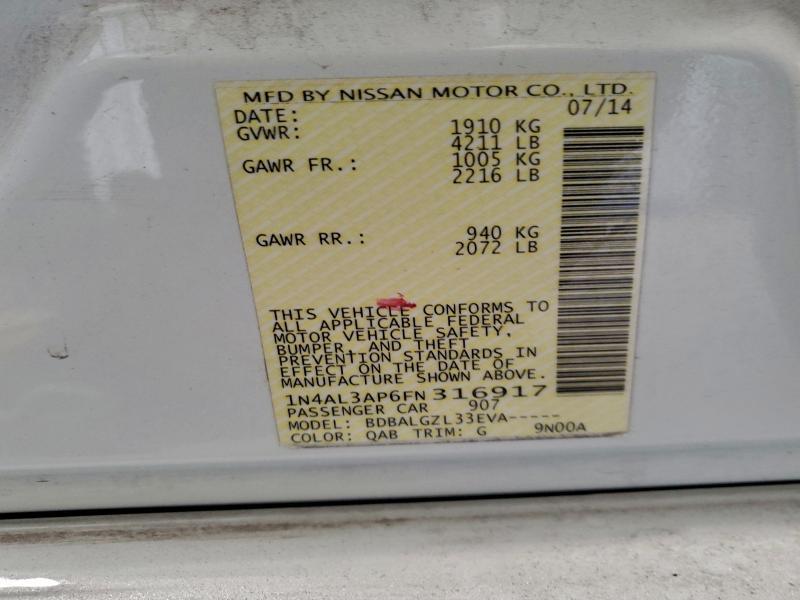 MFD BY NISSAN MOTOR CO., LTD.
DATE: 07/14
GVWR: 1910 KG
4211 LB
GAWR FR.: 1005 KG
2216 LB
GAWR RR.: 940 KG
2072 LB
THIS VEHICLE CONFORMS TO
ALL APPLICABLE FEDERAL
MOTOR VEHICLE SAFETY,
BUMPER, AND THEFT
PREVENTION STANDARDS IN
EFFECT ON THE DATE OF
MANUFACTURE SHOWN ABOVE.
1N4AL3AP6FN316917
PASSENGER CAR 907
MODEL: BDBALGZL33EVA-----
COLOR: QAB TRIM: G 9N00A